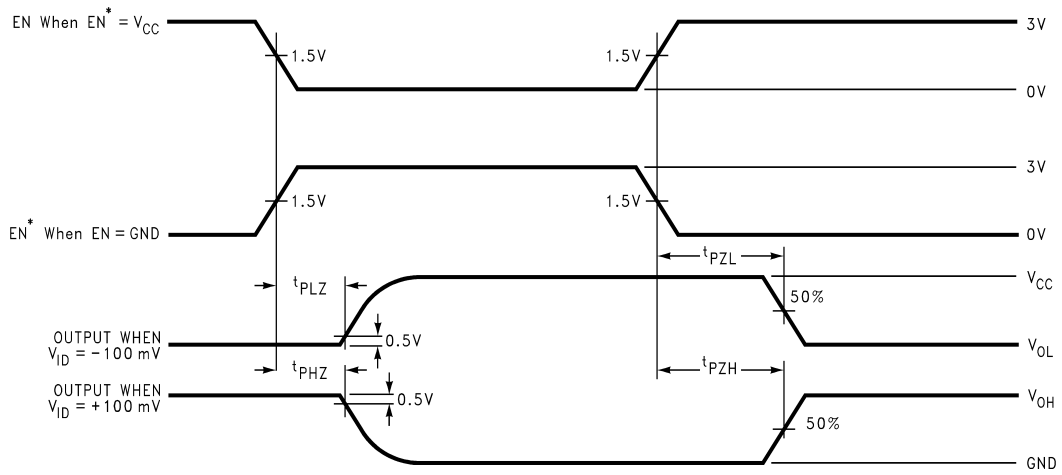 EN When EN* = VCC
3V
1.5V
1.5V
0V
3V
1.5V
1.5V
EN* When EN = GND
0V
tPZL
VCC
tPLZ
50%
OUTPUT WHEN
VID = −100 mV
0.5V
VOL
tPHZ
tPZH
OUTPUT WHEN
VID = +100 mV
0.5V
VOH
50%
GND